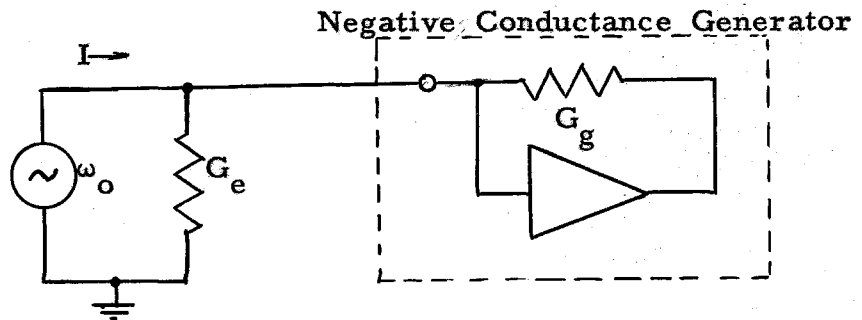 Negative Conductance Generator
I
G_g
ω_o
G_e